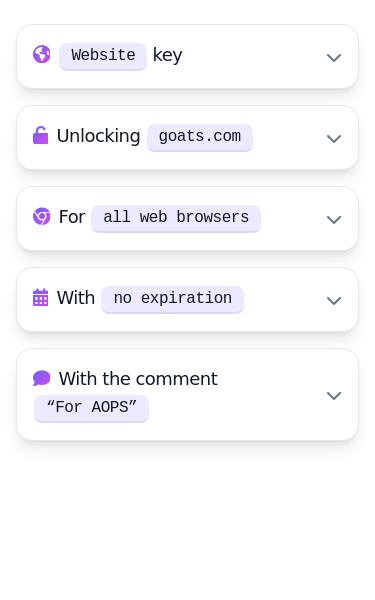 Website key
Unlocking goats.com
For all web browsers
With no expiration
With the comment
“For AOPS”